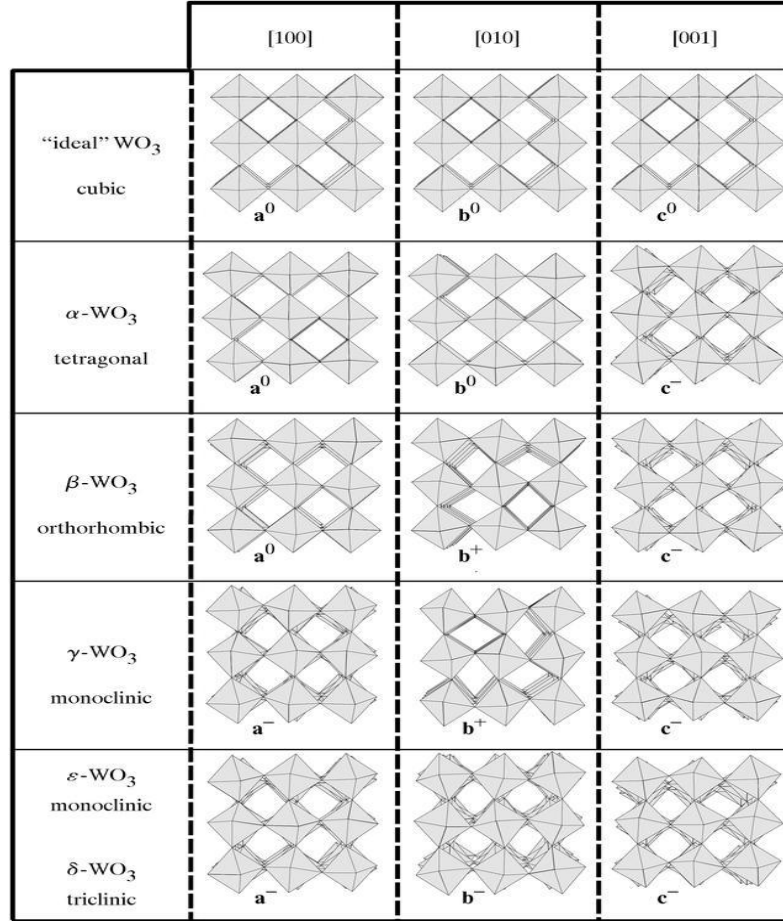 [100] [010] [001]
“ideal” WO3
cubic
a0 b0 c0
α-WO3
tetragonal
a0 b0 c−
β-WO3
orthorhombic
a0 b+ c−
γ-WO3
monoclinic
a− b+ c−
ε-WO3
monoclinic
δ-WO3
triclinic
a− b− c−